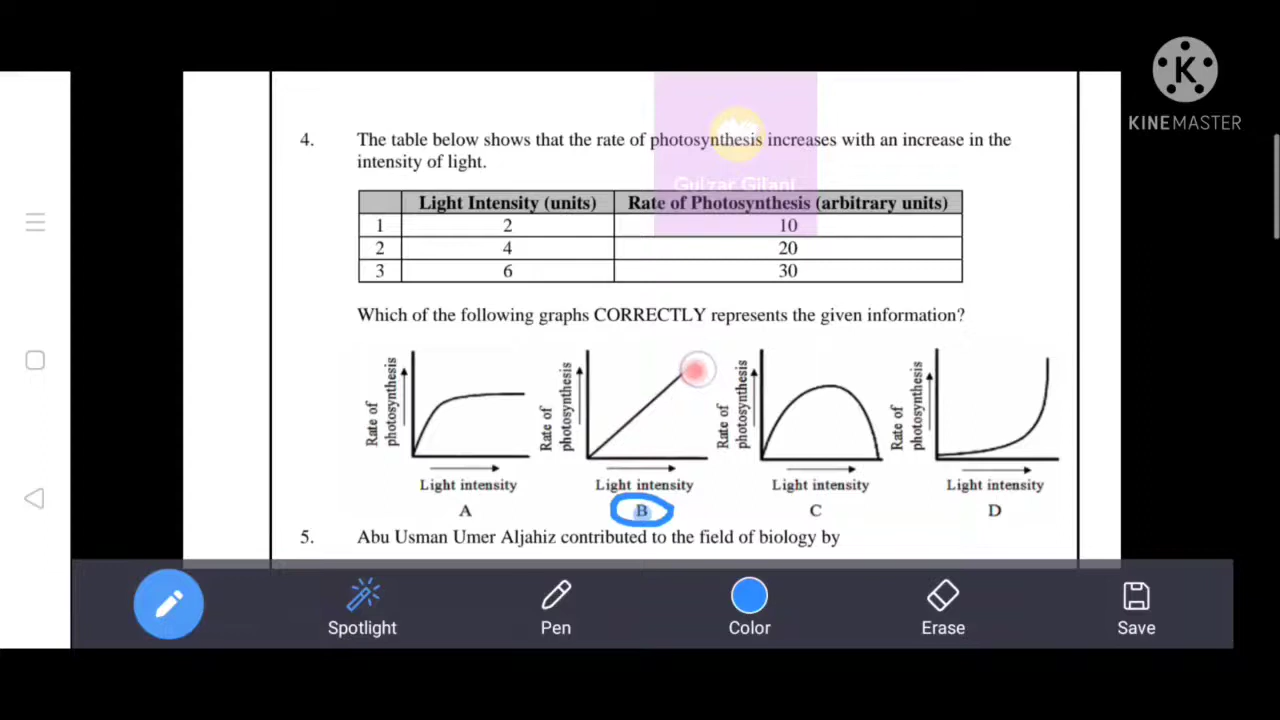 KINEMASTER
4. The table below shows that the rate of photosynthesis increases with an increase in the
intensity of light.
Gulzar Gilani
Light Intensity (units) Rate of Photosynthesis (arbitrary units)
1 2 10
2 4 20
3 6 30
Which of the following graphs CORRECTLY represents the given information?
Rate of photosynthesis Rate of photosynthesis Rate of photosynthesis Rate of photosynthesis
Light intensity Light intensity Light intensity Light intensity
A B C D
5. Abu Usman Umer Aljahiz contributed to the field of biology by
Spotlight Pen Color Erase Save